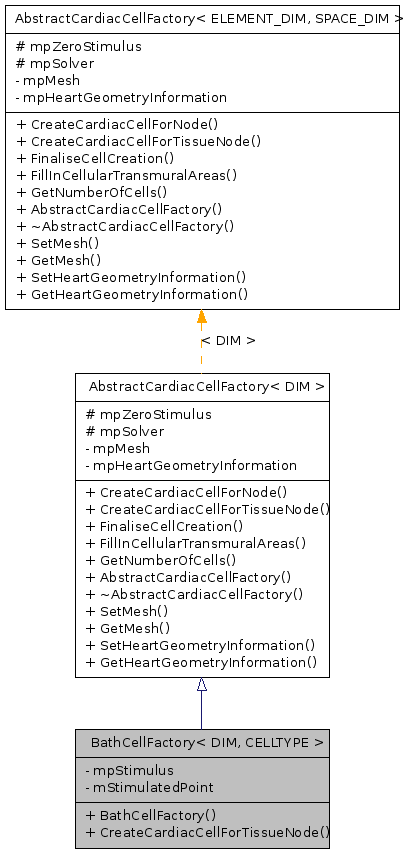 AbstractCardiacCellFactory< ELEMENT_DIM, SPACE_DIM >
# mpZeroStimulus
# mpSolver
- mpMesh
- mpHeartGeometryInformation
+ CreateCardiacCellForNode()
+ CreateCardiacCellForTissueNode()
+ FinaliseCellCreation()
+ FillInCellularTransmuralAreas()
+ GetNumberOfCells()
+ AbstractCardiacCellFactory()
+ ~AbstractCardiacCellFactory()
+ SetMesh()
+ GetMesh()
+ SetHeartGeometryInformation()
+ GetHeartGeometryInformation()
< DIM >
AbstractCardiacCellFactory< DIM >
# mpZeroStimulus
# mpSolver
- mpMesh
- mpHeartGeometryInformation
+ CreateCardiacCellForNode()
+ CreateCardiacCellForTissueNode()
+ FinaliseCellCreation()
+ FillInCellularTransmuralAreas()
+ GetNumberOfCells()
+ AbstractCardiacCellFactory()
+ ~AbstractCardiacCellFactory()
+ SetMesh()
+ GetMesh()
+ SetHeartGeometryInformation()
+ GetHeartGeometryInformation()
BathCellFactory< DIM, CELLTYPE >
- mpStimulus
- mStimulatedPoint
+ BathCellFactory()
+ CreateCardiacCellForTissueNode()